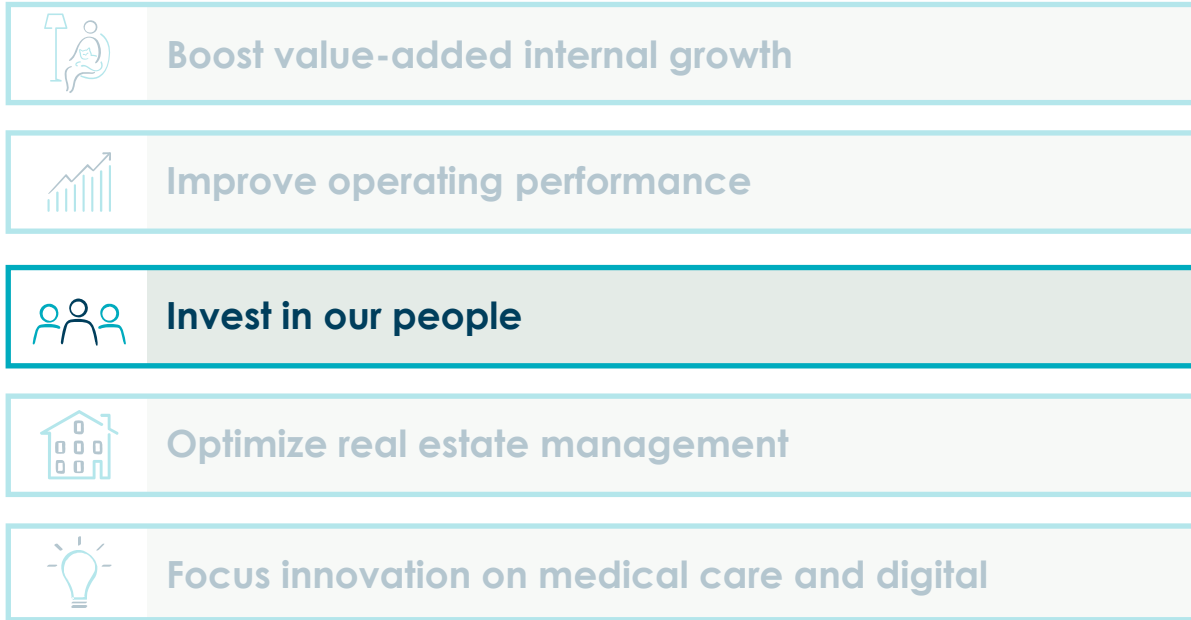 Boost value-added internal growth
Improve operating performance
Invest in our people
Optimize real estate management
Focus innovation on medical care and digital